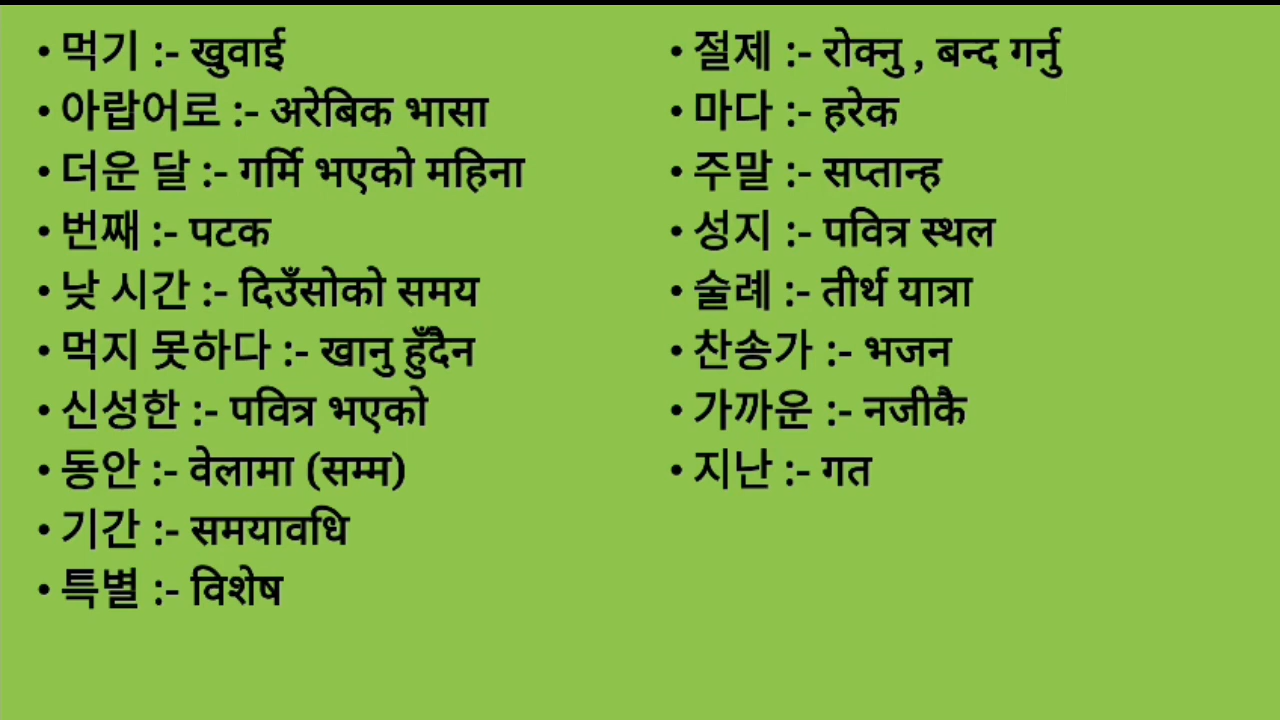 • 먹기 :- खुवाई
• 아랍어로 :- अरेबिक भासा
• 더운 달 :- गर्मि भएको महिना
• 번째 :- पटक
• 낮 시간 :- दिउँसोको समय
• 먹지 못하다 :- खानु हुँदैन
• 신성한 :- पवित्र भएको
• 동안 :- वेलामा (सम्म)
• 기간 :- समयावधि
• 특별 :- विशेष
• 절제 :- रोक्नु , बन्द गर्नु
• 마다 :- हरेक
• 주말 :- सप्तान्ह
• 성지 :- पवित्र स्थल
• 술례 :- तीर्थ यात्रा
• 찬송가 :- भजन
• 가까운 :- नजीकै
• 지난 :- गत